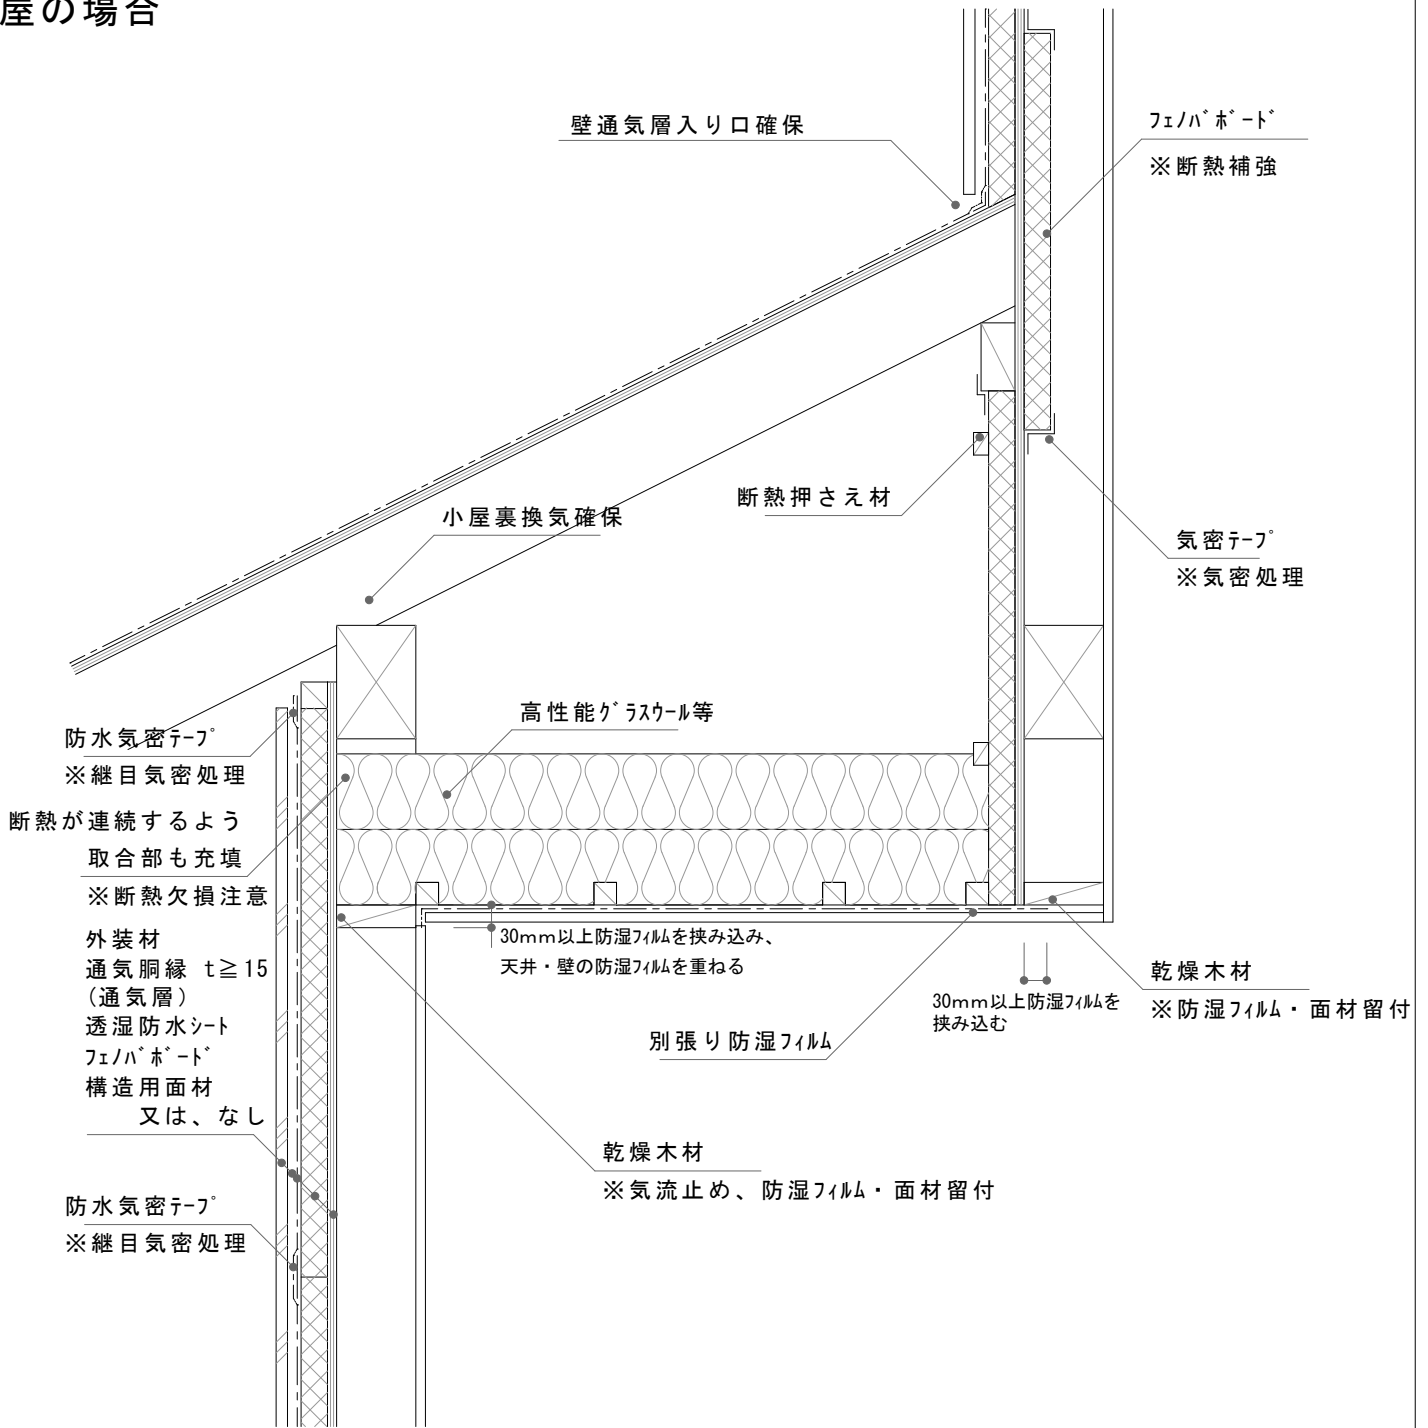 屋の場合
壁通気層入り口確保
フェノバボード
※断熱補強
断熱押さえ材
小屋裏換気確保
気密テープ
※気密処理
高性能グラスウール等
防水気密テープ
※継目気密処理
断熱が連続するよう
取合部も充填
※断熱欠損注意
外装材
通気胴縁 t≧15
(通気層)
透湿防水シート
フェノバボード
構造用面材
又は、なし
30mm以上防湿フィルムを挟み込み、
天井・壁の防湿フィルムを重ねる
30mm以上防湿フィルムを
挟み込む
乾燥木材
※防湿フィルム・面材留付
別張り防湿フィルム
乾燥木材
※気流止め、防湿フィルム・面材留付
防水気密テープ
※継目気密処理